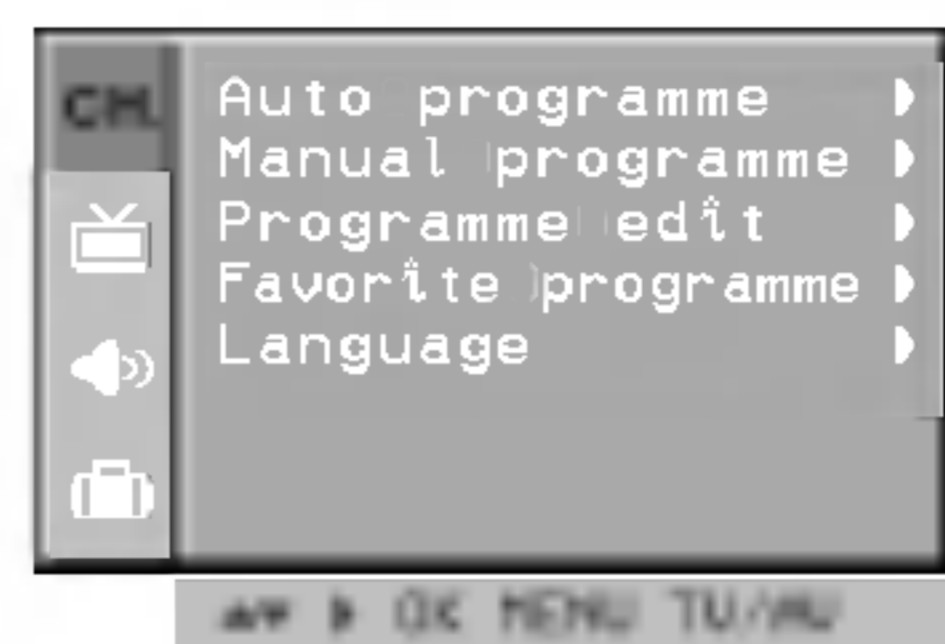 CH.
Auto programme
Manual programme
Programme edit
Favorite programme
Language
OK MENU TV/AV